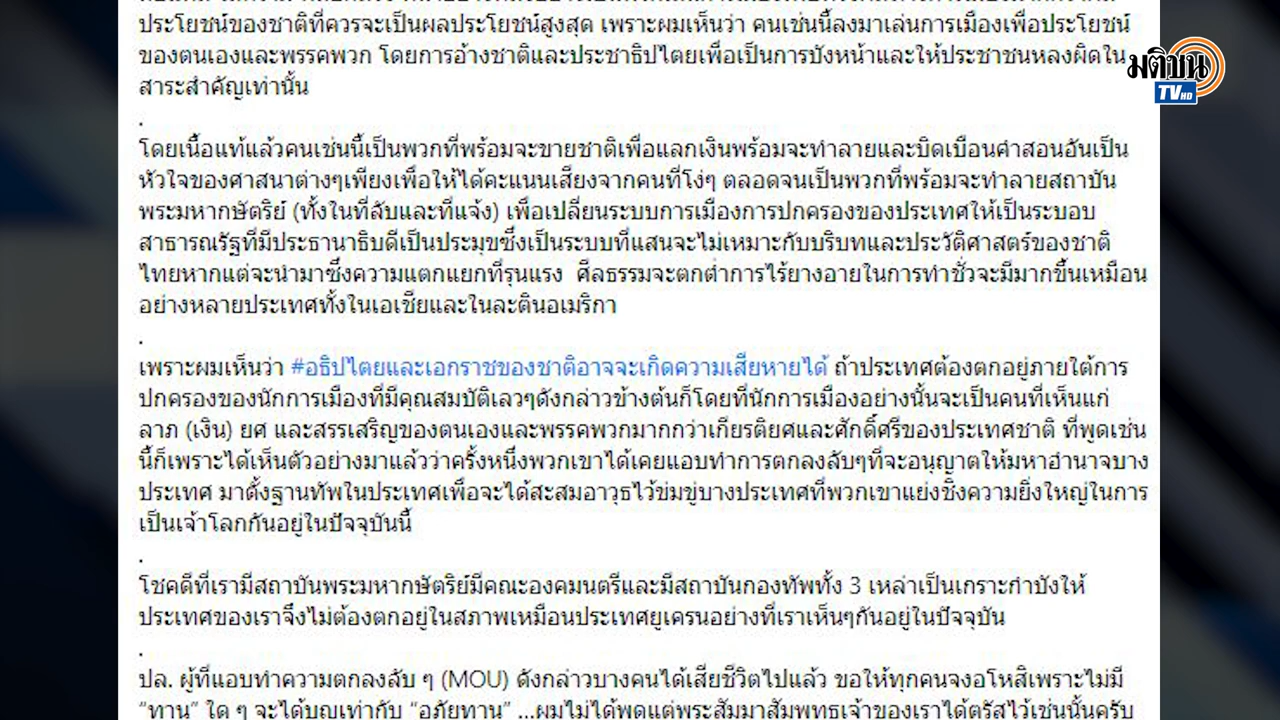 ประโยชน์ของชาติที่ควรจะเป็นผลประโยชน์สูงสุด เพราะผมเห็นว่า คนเช่นนี้ลงมาเล่นการเมืองเพื่อประโยชน์
ของตนเองและพรรคพวก โดยการอ้างชาติและประชาธิปไตยเพื่อเป็นการบังหน้าและให้ประชาชนหลงผิดใน
สาระสำคัญเท่านั้น
มติชน
TV HD
.
โดยเนื้อแท้แล้วคนเช่นนี้เป็นพวกที่พร้อมจะขายชาติเพื่อแลกเงินพร้อมจะทำลายและบิดเบือนคำสอนอันเป็น
หัวใจของศาสนาต่างๆเพียงเพื่อให้ได้คะแนนเสียงจากคนที่โง่ๆ ตลอดจนเป็นพวกที่พร้อมจะทำลายสถาบัน
พระมหากษัตริย์ (ทั้งในที่ลับและที่แจ้ง) เพื่อเปลี่ยนระบบการเมืองการปกครองของประเทศให้เป็นระบอบ
สาธารณรัฐที่มีประธานาธิบดีเป็นประมุขซึ่งเป็นระบบที่แสนจะไม่เหมาะกับบริบทและประวัติศาสตร์ของชาติ
ไทยหากแต่จะนำมาซึ่งความแตกแยกที่รุนแรง ศีลธรรมจะตกต่ำการไร้ยางอายในการทำชั่วจะมีมากขึ้นเหมือน
อย่างหลายประเทศทั้งในเอเชียและในละตินอเมริกา
.
เพราะผมเห็นว่า #อธิปไตยและเอกราชของชาติอาจจะเกิดความเสียหายได้ ถ้าประเทศต้องตกอยู่ภายใต้การ
ปกครองของนักการเมืองที่มีคุณสมบัติเลวๆดังกล่าวข้างต้นก็โดยที่นักการเมืองอย่างนั้นจะเป็นคนที่เห็นแก่
ลาภ (เงิน) ยศ และสรรเสริญของตนเองและพรรคพวกมากกว่าเกียรติยศและศักดิ์ศรีของประเทศชาติ ที่พูดเช่น
นี้ก็เพราะได้เห็นตัวอย่างมาแล้วว่าครั้งหนึ่งพวกเขาได้เคยแอบทำการตกลงลับๆที่จะอนุญาตให้มหาอำนาจบาง
ประเทศ มาตั้งฐานทัพในประเทศเพื่อจะได้สะสมอาวุธไว้ข่มขู่บางประเทศที่พวกเขาแย่งชิงความยิ่งใหญ่ในการ
เป็นเจ้าโลกกันอยู่ในปัจจุบันนี้
.
โชคดีที่เรามีสถาบันพระมหากษัตริย์มีคณะองคมนตรีและมีสถาบันกองทัพทั้ง 3 เหล่าเป็นเกราะกำบังให้
ประเทศของเราจึงไม่ต้องตกอยู่ในสภาพเหมือนประเทศยูเครนอย่างที่เราเห็นๆกันอยู่ในปัจจุบัน
.
ปล. ผู้ที่แอบทำความตกลงลับ ๆ (MOU) ดังกล่าวบางคนได้เสียชีวิตไปแล้ว ขอให้ทุกคนจงอโหสิเพราะไม่มี
"ทาน" ใด ๆ จะได้บุญเท่ากับ "อภัยทาน" ...ผมไม่ได้พูดแต่พระสัมมาสัมพุทธเจ้าของเราได้ตรัสไว้เช่นนั้นครับ